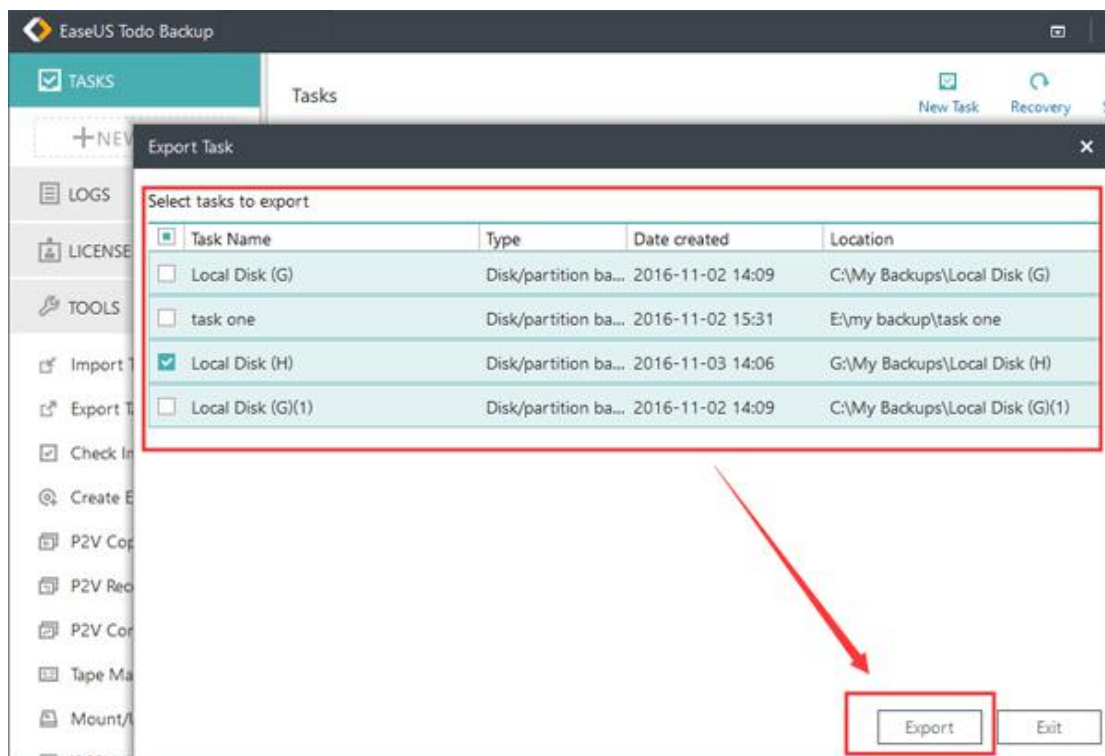 EaseUS Todo Backup
TASKS
Tasks
New Task Recovery
NEW
Export Task
LOGS
Select tasks to export
Task Name Type Date created Location
LICENSE
Local Disk (G) Disk/partition ba... 2016-11-02 14:09 C:\My Backups\Local Disk (G)
TOOLS
task one Disk/partition ba... 2016-11-02 15:31 E:\my backup\task one
Import
Local Disk (H) Disk/partition ba... 2016-11-03 14:06 G:\My Backups\Local Disk (H)
Export
Local Disk (G)(1) Disk/partition ba... 2016-11-02 14:09 C:\My Backups\Local Disk (G)(1)
Check
Create
P2V
P2V
P2V
Tape
Mount/
Export Exit